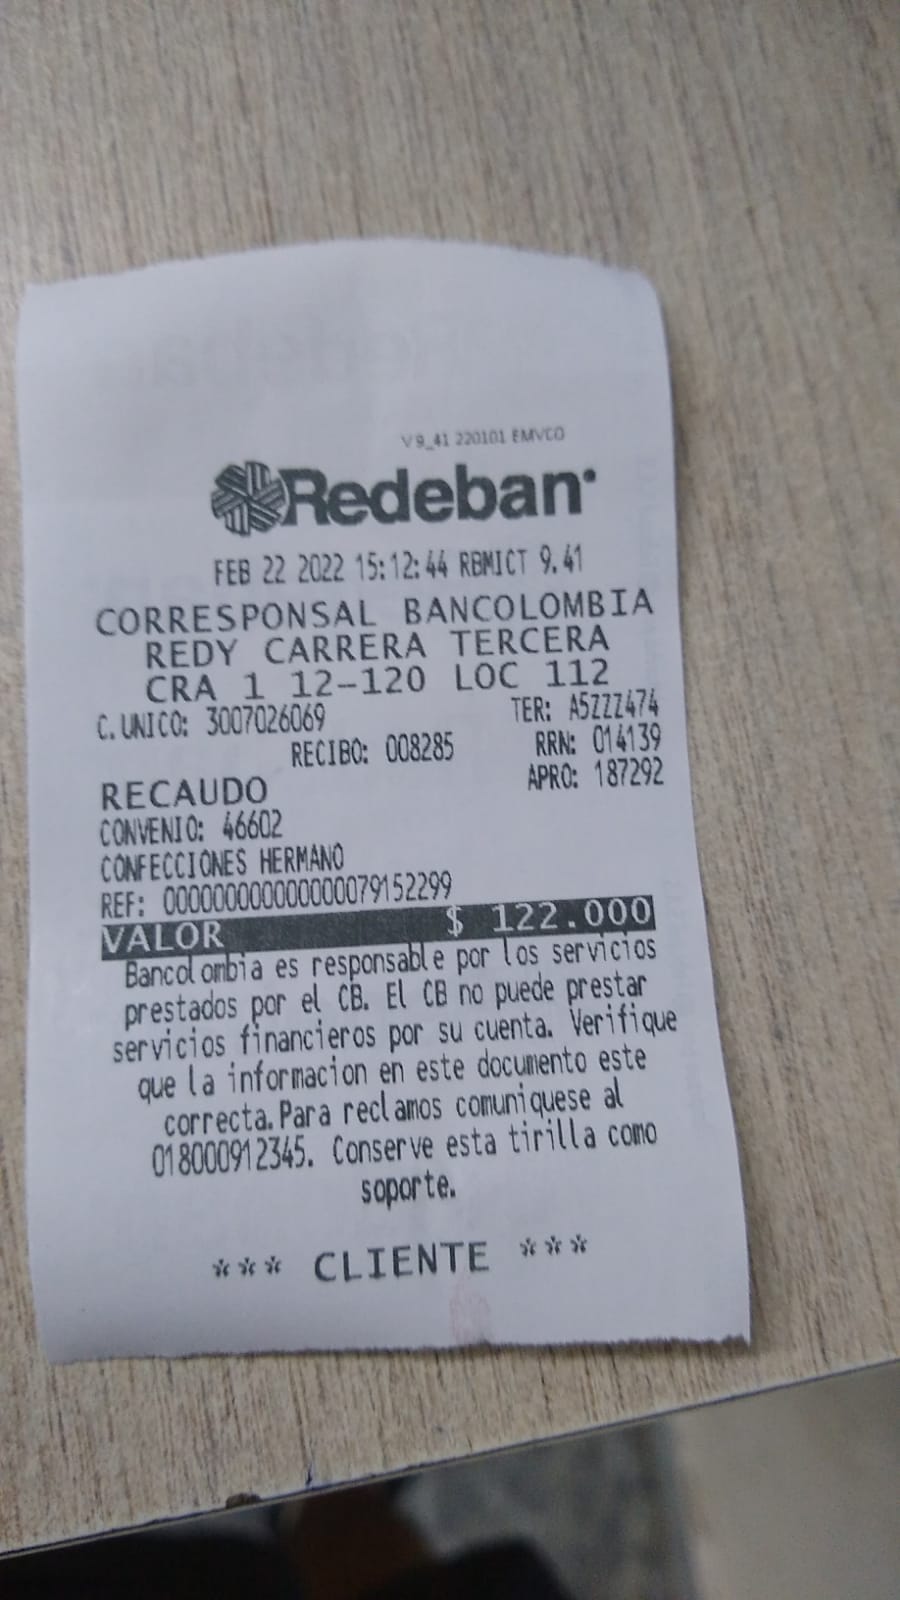 V9_41 220101 EMVCO
Redeban
FEB 22 2022 15:12:44 RBMICT 9.41
CORRESPONSAL BANCOLOMBIA
REDY CARRERA TERCERA
CRA 1 12-120 LOC 112
C.UNICO: 3007026069 TER: A5ZZZ474
RECIBO: 008285 RRN: 014139
RECAUDO APRO: 187292
CONVENIO: 46602
CONFECCIONES HERMANO
REF: 000000000000000079152299
VALOR $ 122.000
Bancolombia es responsable por los servicios
prestados por el CB. El CB no puede prestar
servicios financieros por su cuenta. Verifique
que la informacion en este documento este
correcta.Para reclamos comuniquese al
018000912345. Conserve esta tirilla como
soporte.
*** CLIENTE ***